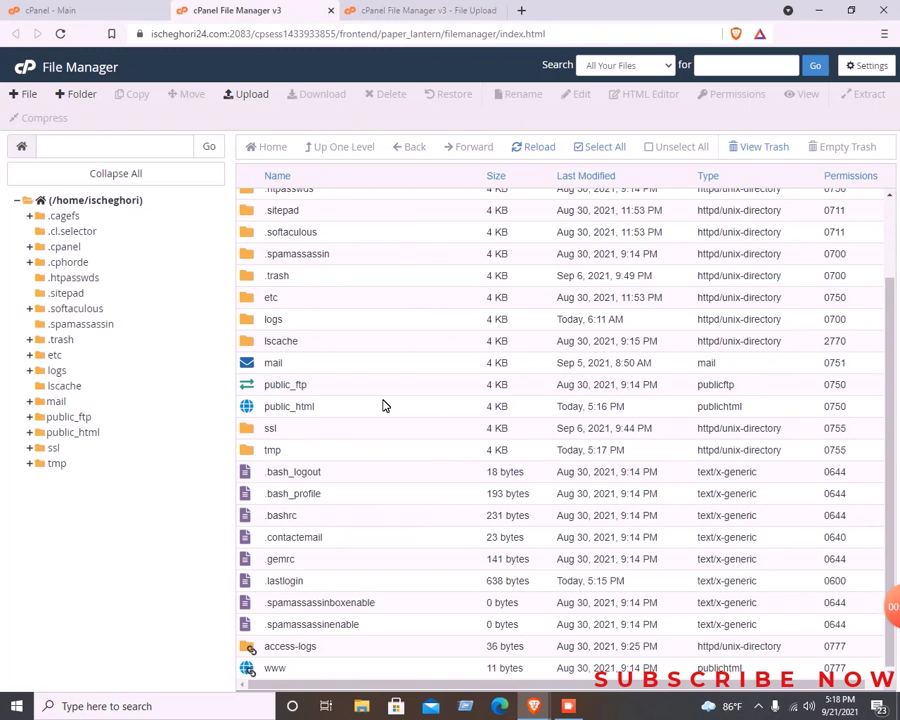 cPanel - Main
cPanel File Manager v3
cPanel File Manager v3 - File Upload
ischeghori24.com:2083/cpsess1433933855/frontend/paper_lantern/filemanager/index.html
cP File Manager
Search All Your Files for Go Settings
File Folder Copy Move Upload Download Delete Restore Rename Edit HTML Editor Permissions View Extract
Compress
Go Home Up One Level Back Forward Reload Select All Unselect All View Trash Empty Trash
Collapse All
(/home/ischeghori)
.cagefs
.cl.selector
.cpanel
.cphorde
.htpasswds
.sitepad
.softaculous
.spamassassin
.trash
etc
logs
lscache
mail
public_ftp
public_html
ssl
tmp
Name Size Last Modified Type Permissions
.htpasswds 4 KB Aug 30, 2021, 9:14 PM httpd/unix-directory 0750
.sitepad 4 KB Aug 30, 2021, 11:53 PM httpd/unix-directory 0711
.softaculous 4 KB Aug 30, 2021, 11:53 PM httpd/unix-directory 0711
.spamassassin 4 KB Aug 30, 2021, 9:14 PM httpd/unix-directory 0700
.trash 4 KB Sep 6, 2021, 9:49 PM httpd/unix-directory 0700
etc 4 KB Aug 30, 2021, 11:53 PM httpd/unix-directory 0750
logs 4 KB Today, 6:11 AM httpd/unix-directory 0700
lscache 4 KB Aug 30, 2021, 9:15 PM httpd/unix-directory 2770
mail 4 KB Sep 5, 2021, 8:50 AM mail 0751
public_ftp 4 KB Aug 30, 2021, 9:14 PM publicftp 0750
public_html 4 KB Today, 5:16 PM publichtml 0750
ssl 4 KB Sep 6, 2021, 9:44 PM httpd/unix-directory 0755
tmp 4 KB Today, 5:17 PM httpd/unix-directory 0755
.bash_logout 18 bytes Aug 30, 2021, 9:14 PM text/x-generic 0644
.bash_profile 193 bytes Aug 30, 2021, 9:14 PM text/x-generic 0644
.bashrc 231 bytes Aug 30, 2021, 9:14 PM text/x-generic 0644
.contactemail 23 bytes Aug 30, 2021, 9:14 PM text/x-generic 0640
.gemrc 141 bytes Aug 30, 2021, 9:14 PM text/x-generic 0644
.lastlogin 638 bytes Today, 5:15 PM text/x-generic 0600
.spamassassinboxenable 0 bytes Aug 30, 2021, 9:14 PM text/x-generic 0644
.spamassassinenable 0 bytes Aug 30, 2021, 9:14 PM text/x-generic 0644
access-logs 36 bytes Aug 30, 2021, 9:25 PM httpd/unix-directory 0777
www 11 bytes Aug 30, 2021, 9:14 PM publichtml 0777
SUBSCRIBE NOW
Type here to search
86°F
5:18 PM
9/21/2021
23